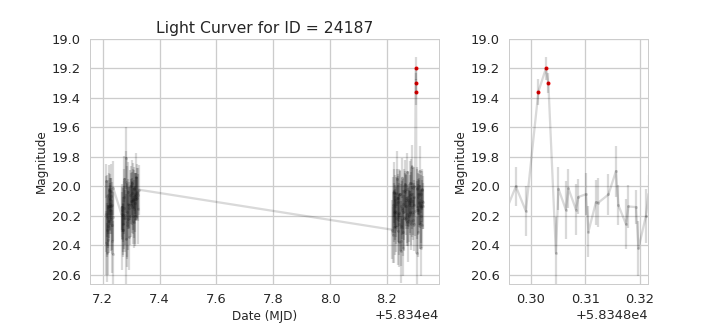 Light Curver for ID = 24187
19.0
19.2
19.4
19.6
19.8
20.0
20.2
20.4
20.6
Magnitude
7.2 7.4 7.6 7.8 8.0 8.2
Date (MJD)
+5.834e4
19.0
19.2
19.4
19.6
19.8
20.0
20.2
20.4
20.6
Magnitude
0.30 0.31 0.32
+5.8348e4